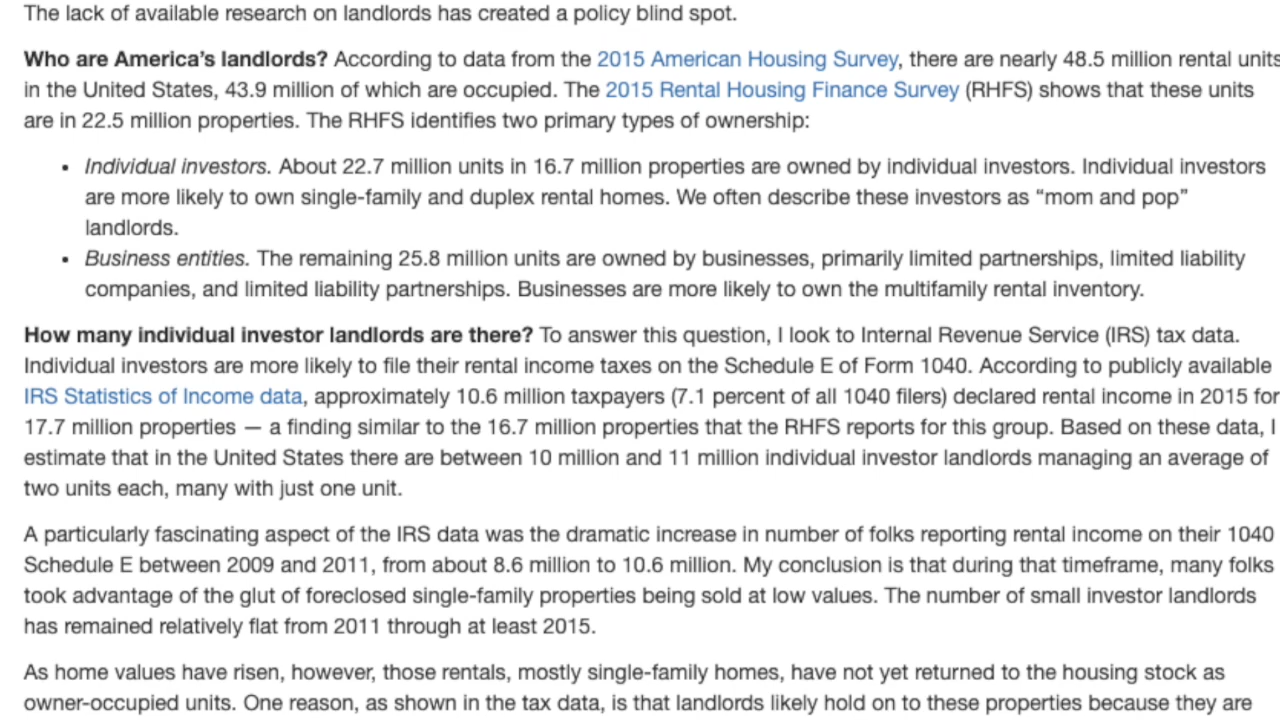 The lack of available research on landlords has created a policy blind spot.
Who are America's landlords? According to data from the 2015 American Housing Survey, there are nearly 48.5 million rental units
in the United States, 43.9 million of which are occupied. The 2015 Rental Housing Finance Survey (RHFS) shows that these units
are in 22.5 million properties. The RHFS identifies two primary types of ownership:
• Individual investors. About 22.7 million units in 16.7 million properties are owned by individual investors. Individual investors
are more likely to own single-family and duplex rental homes. We often describe these investors as “mom and pop”
landlords.
• Business entities. The remaining 25.8 million units are owned by businesses, primarily limited partnerships, limited liability
companies, and limited liability partnerships. Businesses are more likely to own the multifamily rental inventory.
How many individual investor landlords are there? To answer this question, I look to Internal Revenue Service (IRS) tax data.
Individual investors are more likely to file their rental income taxes on the Schedule E of Form 1040. According to publicly available
IRS Statistics of Income data, approximately 10.6 million taxpayers (7.1 percent of all 1040 filers) declared rental income in 2015 for
17.7 million properties — a finding similar to the 16.7 million properties that the RHFS reports for this group. Based on these data, I
estimate that in the United States there are between 10 million and 11 million individual investor landlords managing an average of
two units each, many with just one unit.
A particularly fascinating aspect of the IRS data was the dramatic increase in number of folks reporting rental income on their 1040
Schedule E between 2009 and 2011, from about 8.6 million to 10.6 million. My conclusion is that during that timeframe, many folks
took advantage of the glut of foreclosed single-family properties being sold at low values. The number of small investor landlords
has remained relatively flat from 2011 through at least 2015.
As home values have risen, however, those rentals, mostly single-family homes, have not yet returned to the housing stock as
owner-occupied units. One reason, as shown in the tax data, is that landlords likely hold on to these properties because they are